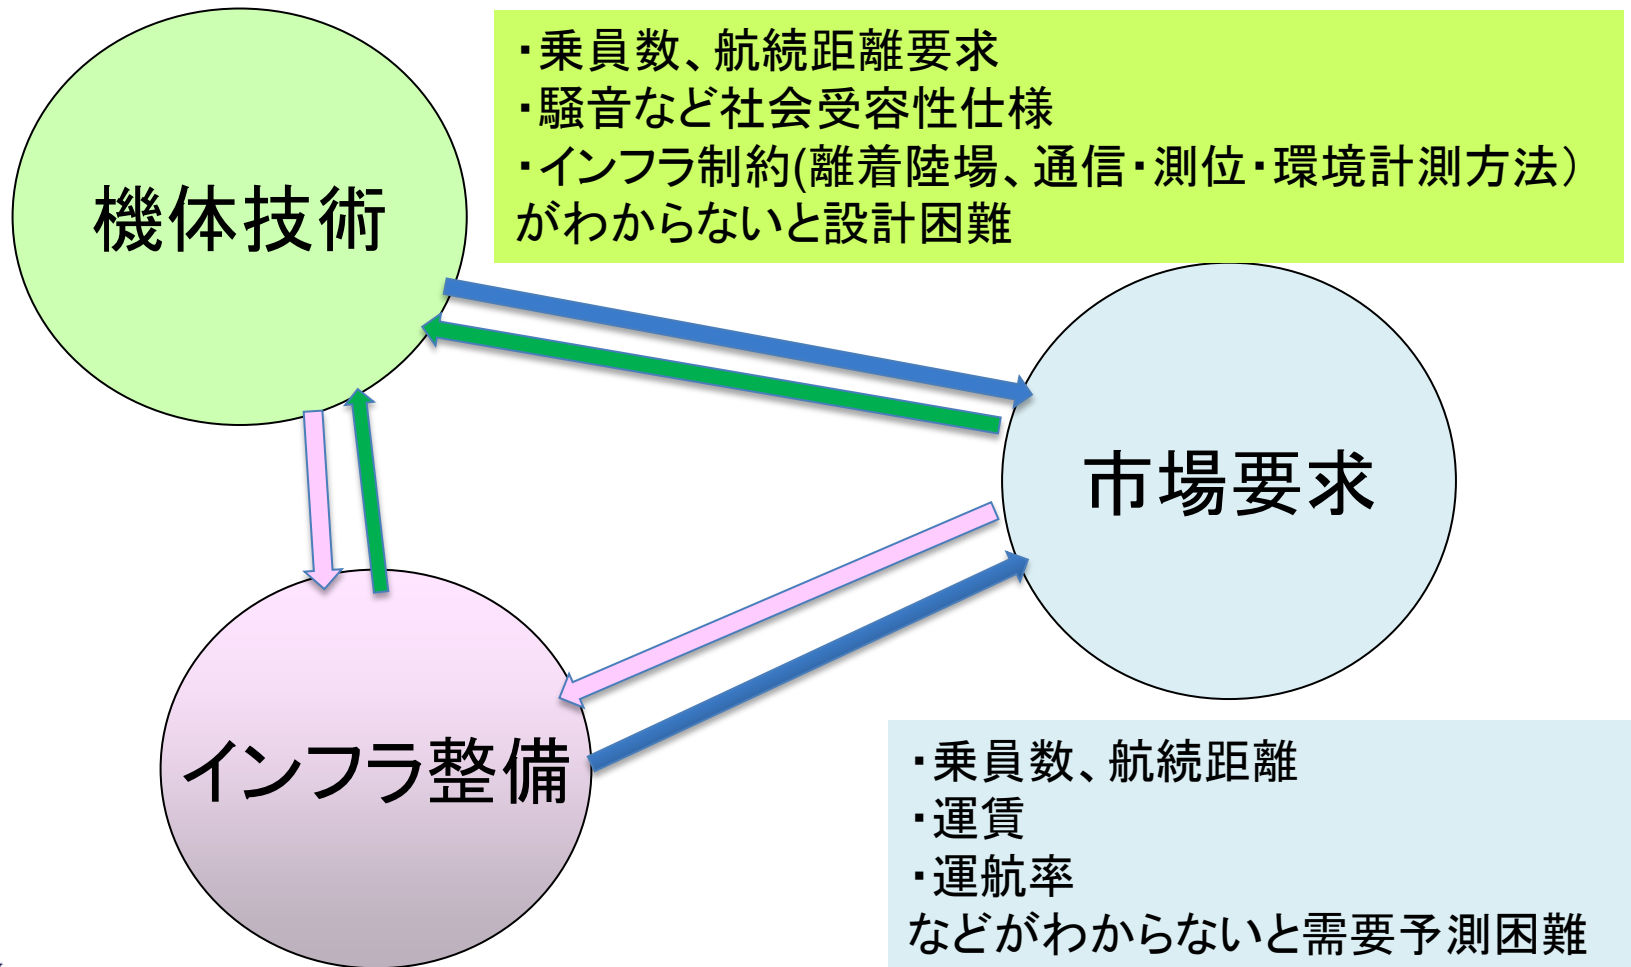 ・乗員数、航続距離要求
・騒音など社会受容性仕様
・インフラ制約(離着陸場、通信・測位・環境計測方法）
がわからないと設計困難
機体技術
市場要求
インフラ整備
・乗員数、航続距離
・運賃
・運航率
などがわからないと需要予測困難